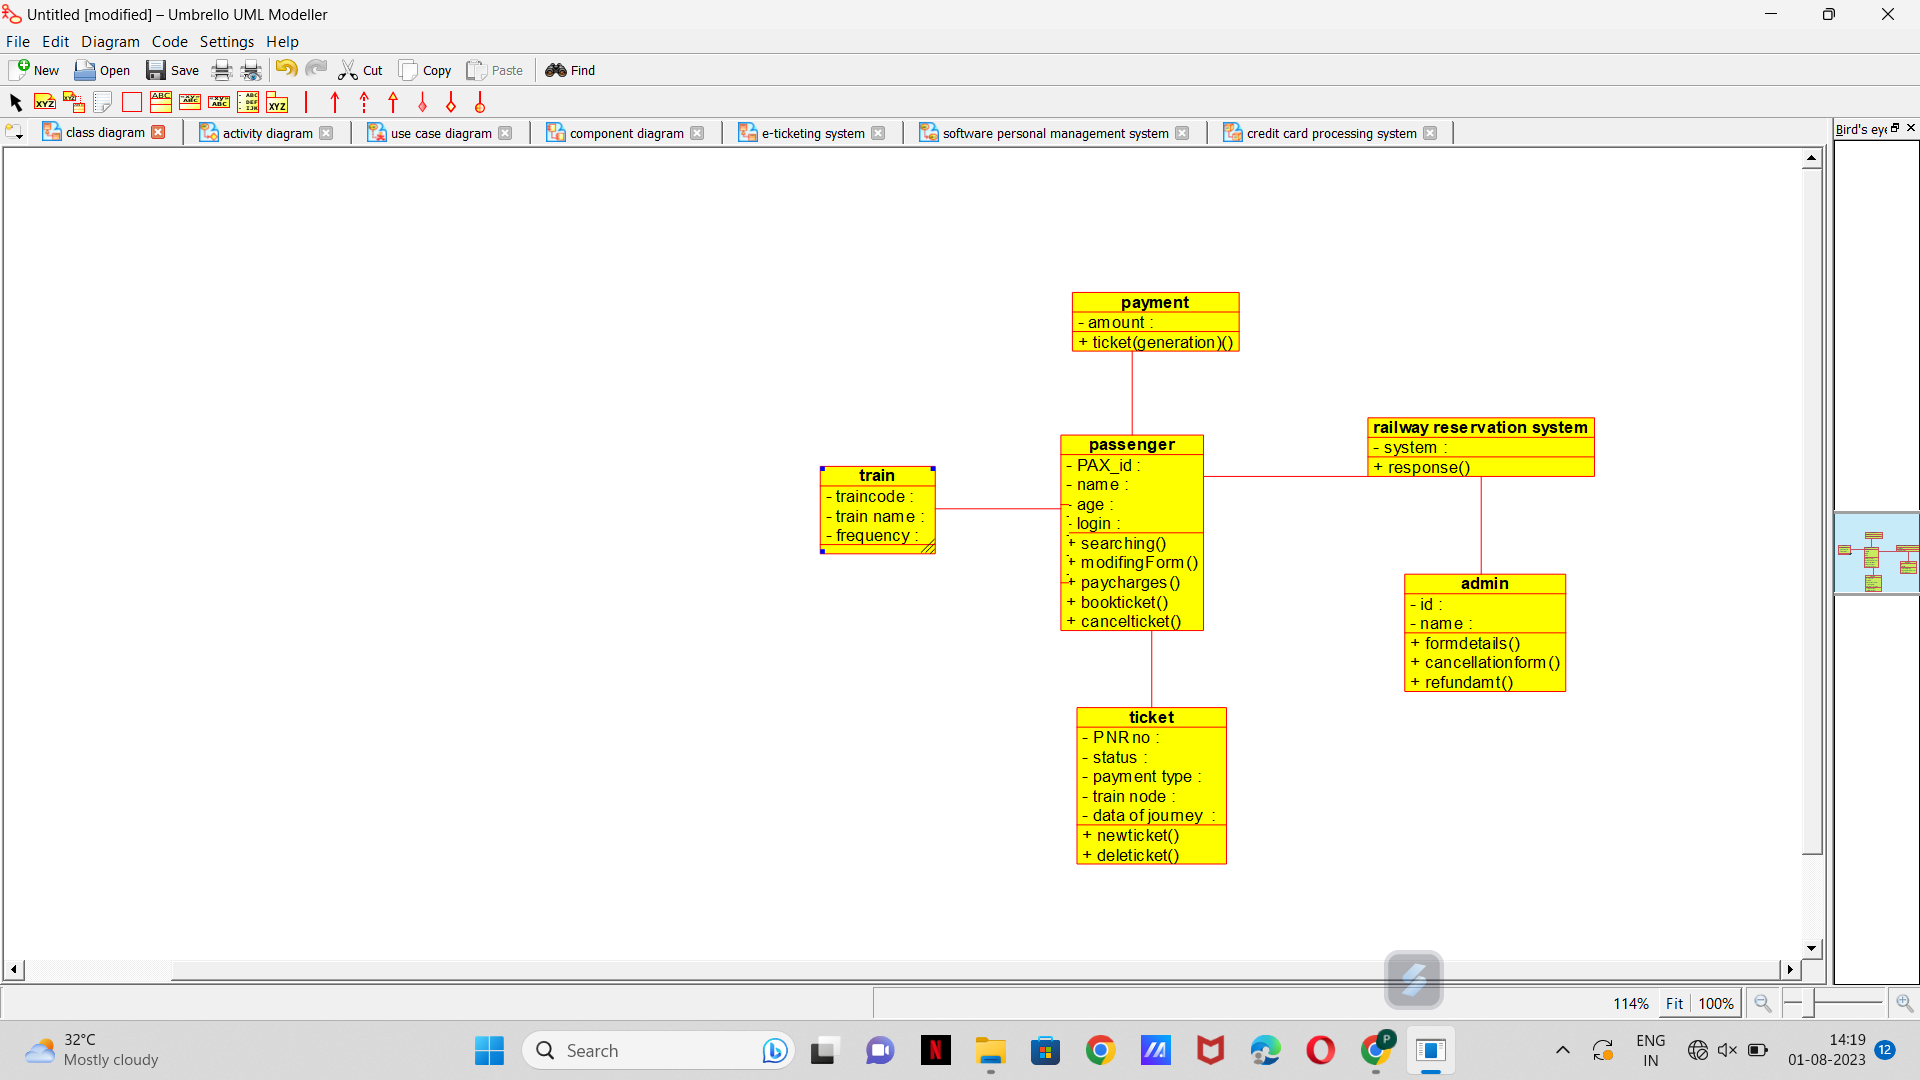 Untitled [modified] – Umbrello UML Modeller
File Edit Diagram Code Settings Help
New Open Save Cut Copy Paste Find
class diagram activity diagram use case diagram component diagram e-ticketing system software personal management system credit card processing system
Bird's eye
payment
- amount :
+ ticket(generation)()
railway reservation system
- system :
+ response()
passenger
- PAX_id :
- name :
- age :
- login :
+ searching()
+ modifingForm()
+ paycharges()
+ bookticket()
+ cancelticket()
train
- traincode :
- train name :
- frequency :
admin
- id :
- name :
+ formdetails()
+ cancellationform()
+ refundamt()
ticket
- PNRno :
- status :
- payment type :
- train node :
- data of journey :
+ newticket()
+ deleticket()
114% Fit 100%
32°C
Mostly cloudy
Search
ENG
IN
14:19
01-08-2023
12